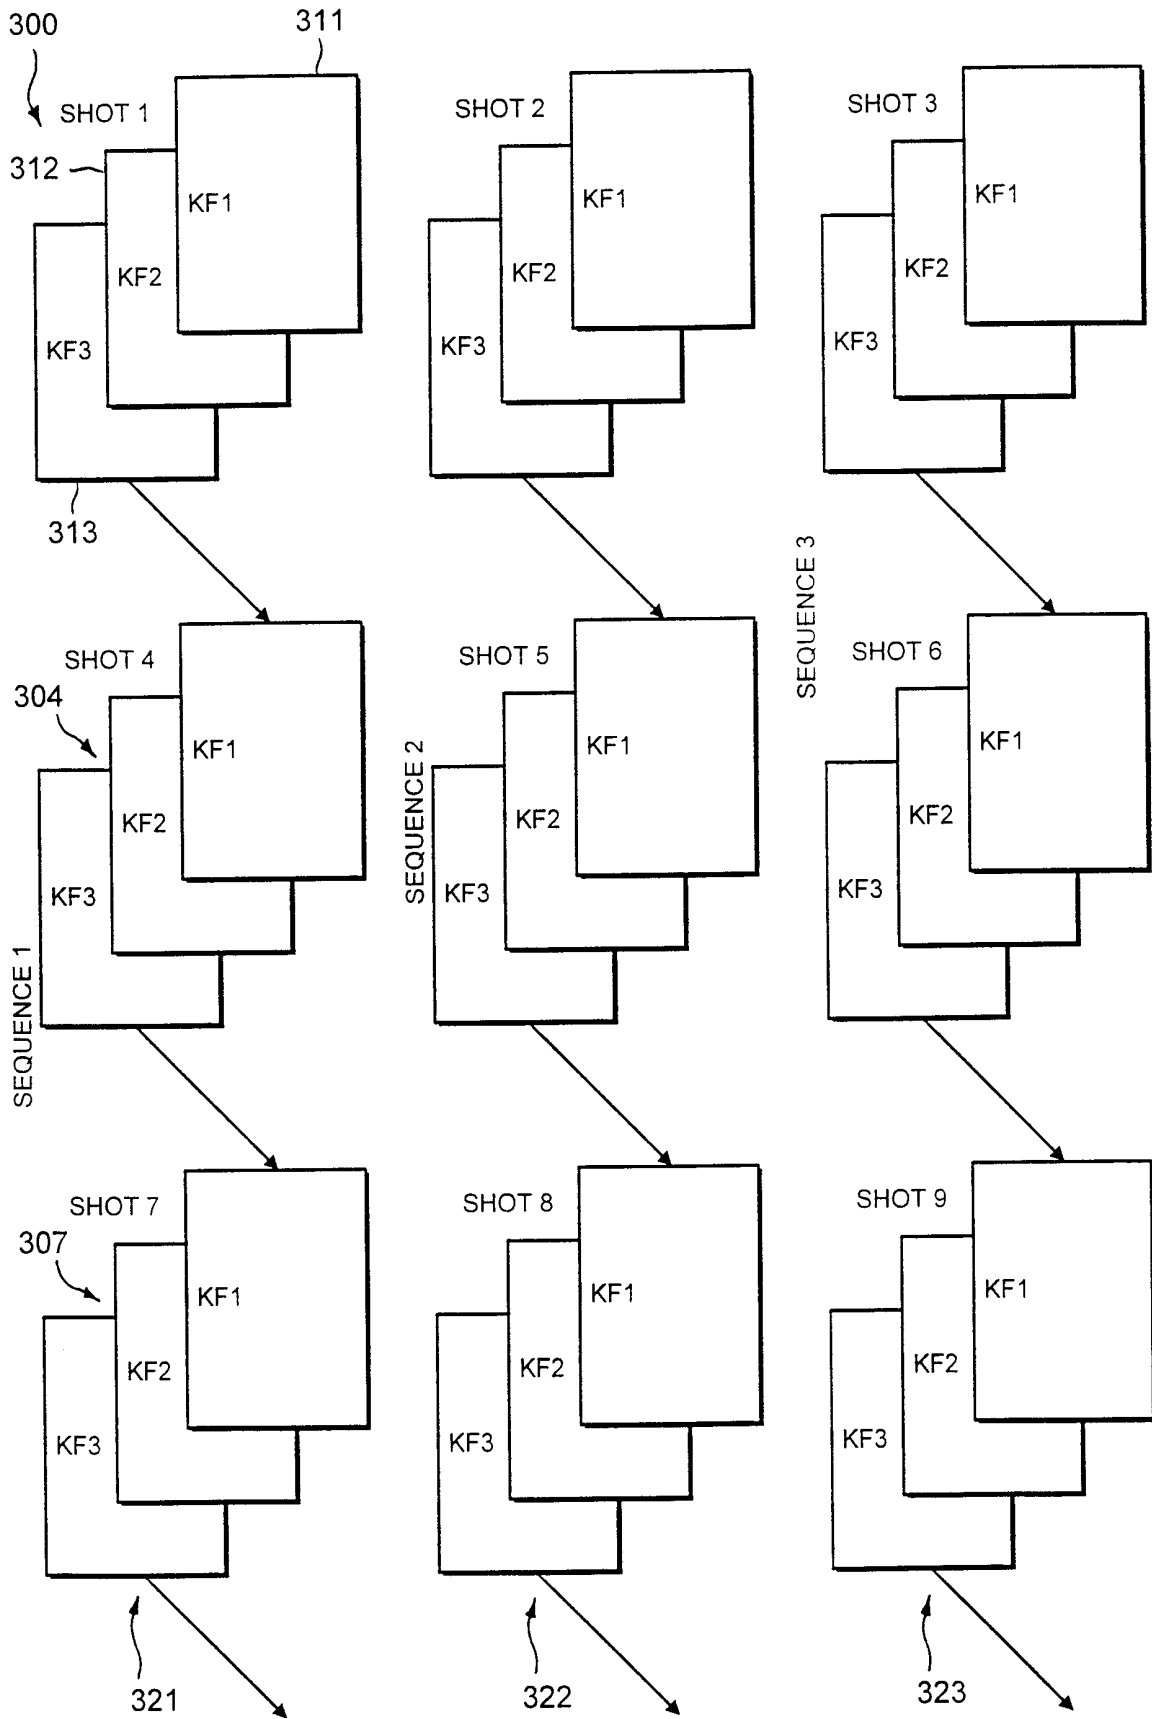 300
311
SHOT 1
SHOT 2
SHOT 3
312
KF1
KF1
KF1
KF2
KF2
KF2
KF3
KF3
KF3
313
SEQUENCE 3
SHOT 4
SHOT 5
SHOT 6
304
KF1
KF1
KF1
SEQUENCE 2
KF2
KF2
KF2
KF3
KF3
KF3
SEQUENCE 1
SHOT 7
SHOT 8
SHOT 9
307
KF1
KF1
KF1
KF2
KF2
KF2
KF3
KF3
KF3
321
322
323